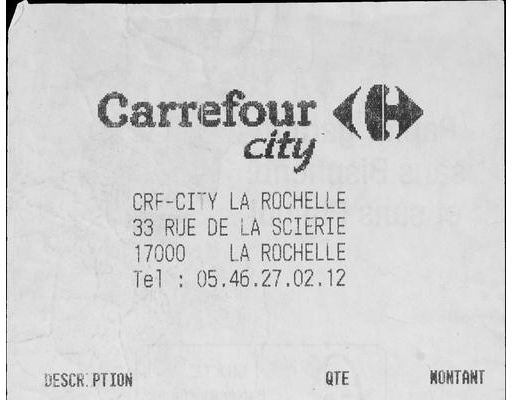 Carrefour
city
CRF-CITY LA ROCHELLE
33 RUE DE LA SCIERIE
17000 LA ROCHELLE
Tel : 05.46.27.02.12
DESCRIPTION QTE MONTANT